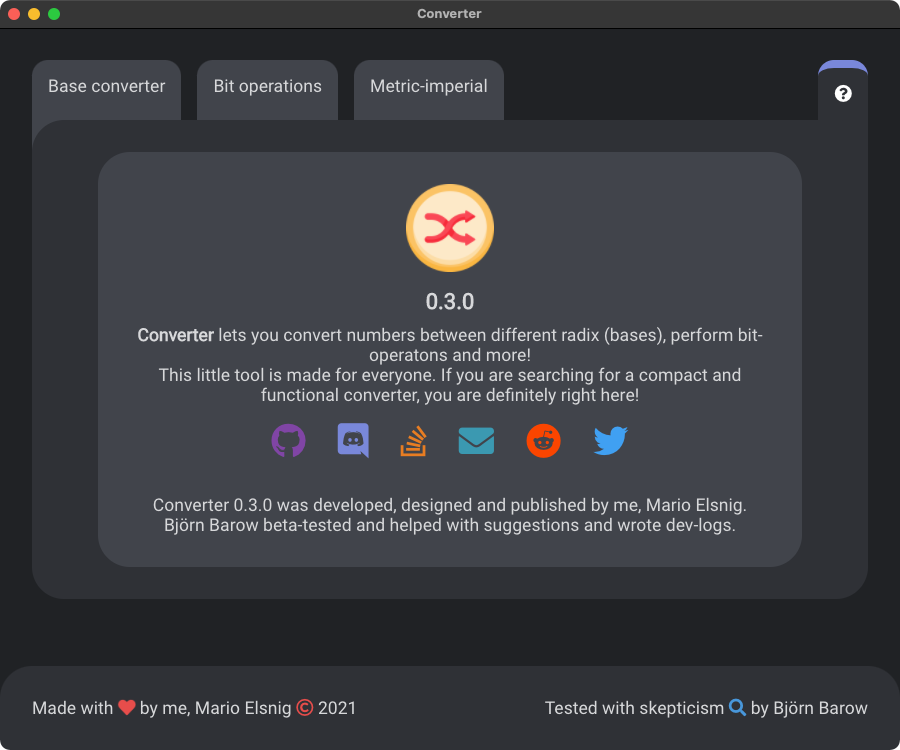 Converter
Base converter
Bit operations
Metric-imperial
0.3.0
Converter lets you convert numbers between different radix (bases), perform bit-
operatons and more!
This little tool is made for everyone. If you are searching for a compact and
functional converter, you are definitely right here!
Converter 0.3.0 was developed, designed and published by me, Mario Elsnig.
Björn Barow beta-tested and helped with suggestions and wrote dev-logs.
Made with ❤ by me, Mario Elsnig © 2021
Tested with skepticism 🔍 by Björn Barow